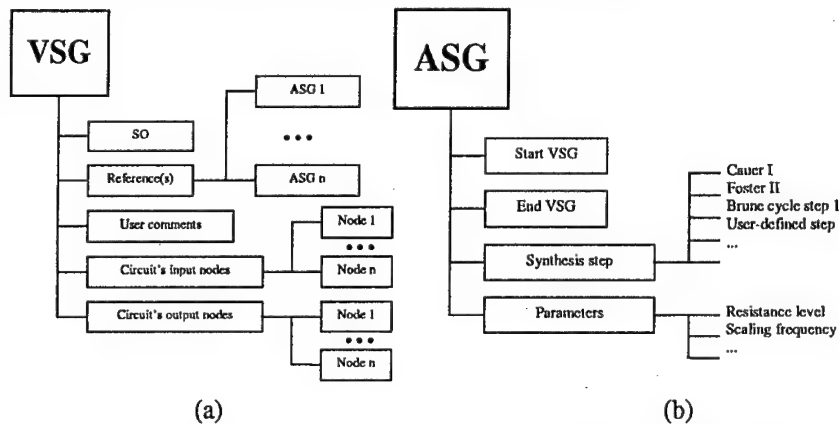 VSG
SO
Reference(s)
ASG 1
•••
ASG n
User comments
Circuit's input nodes
Node 1
•••
Node n
Circuit's output nodes
Node 1
•••
Node n
(a)
ASG
Start VSG
End VSG
Synthesis step
Cauer I
Foster II
Brune cycle step 1
User-defined step
...
Parameters
Resistance level
Scaling frequency
...
(b)